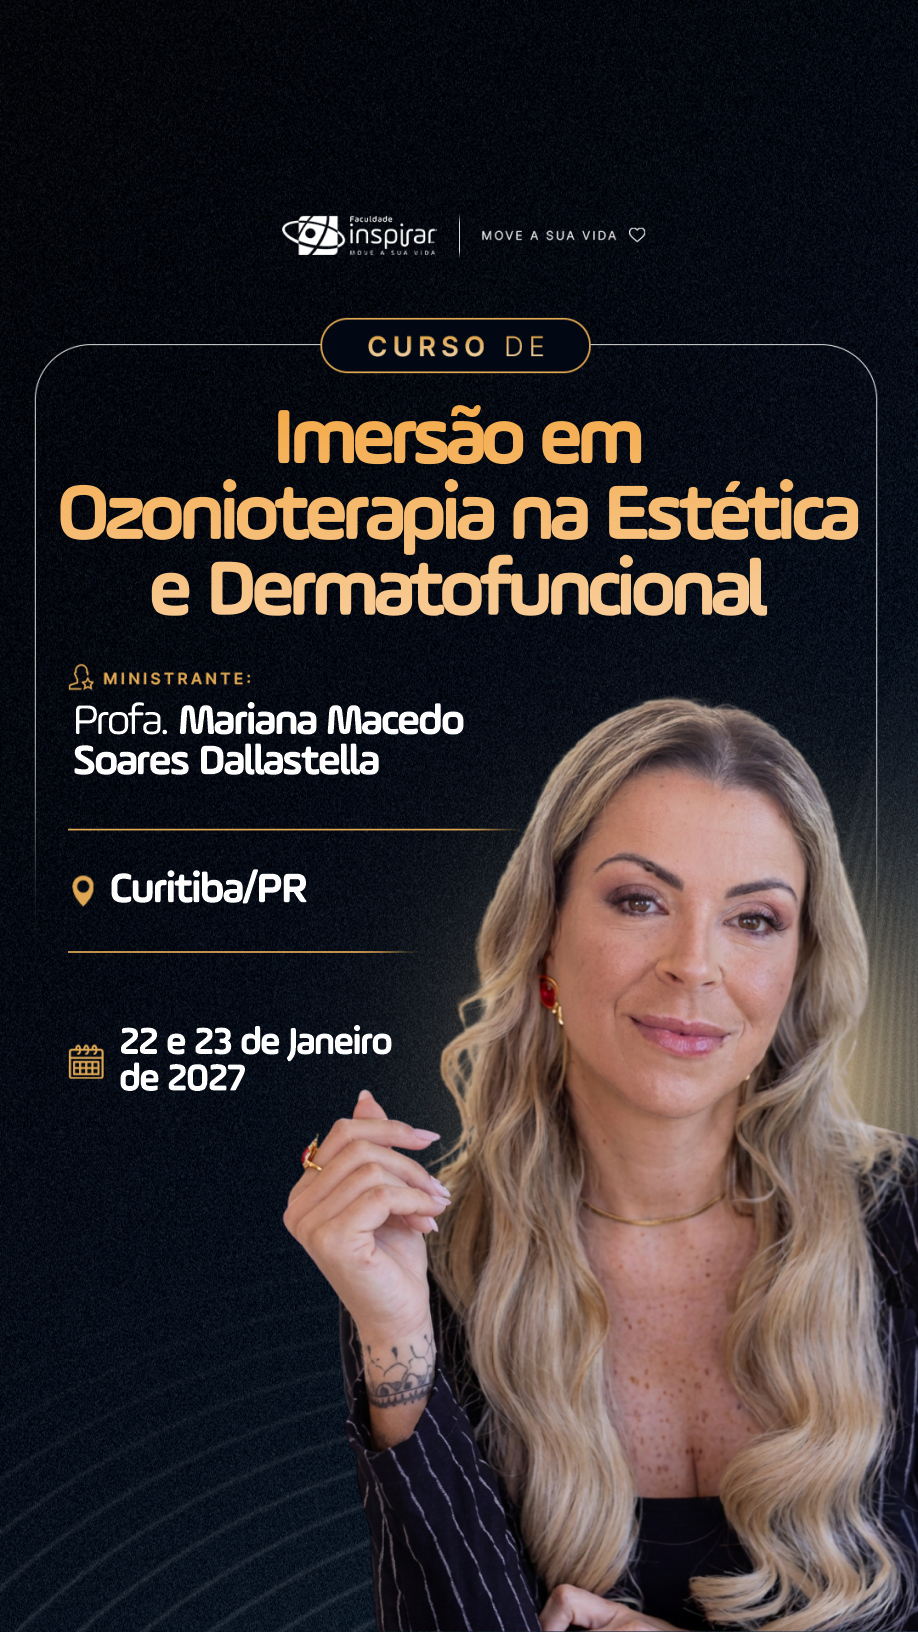 Faculdade
inspirar
MOVE A SUA VIDA
MOVE A SUA VIDA
CURSO DE
Imersão em
Ozonioterapia na Estética
e Dermatofuncional
MINISTRANTE:
Profa. Mariana Macedo
Soares Dallastella
Curitiba/PR
22 e 23 de Janeiro
de 2027